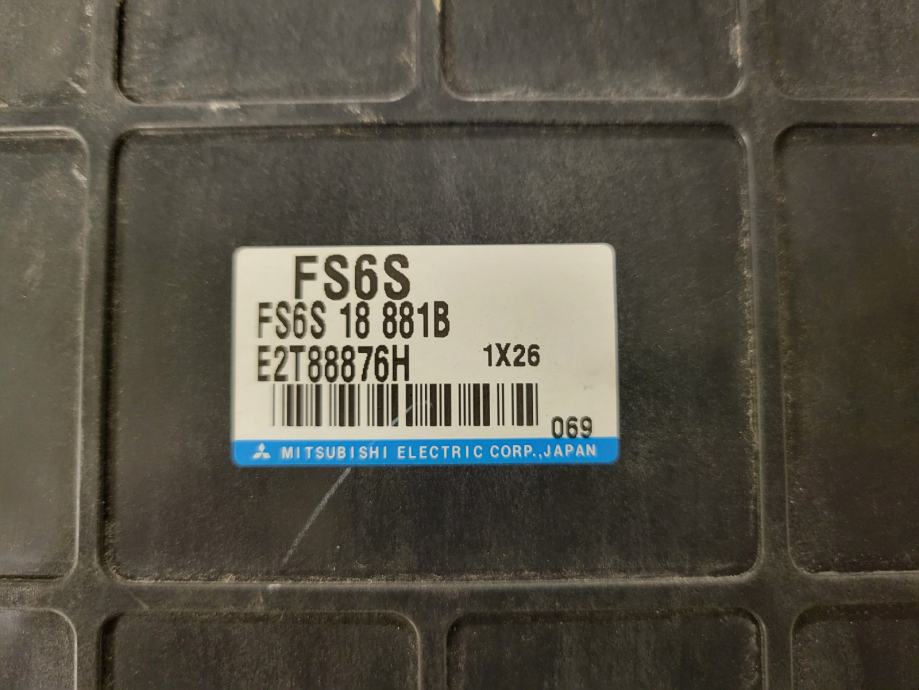 FS6S
FS6S 18 881B
E2T88876H 1X26
069
MITSUBISHI ELECTRIC CORP.,JAPAN